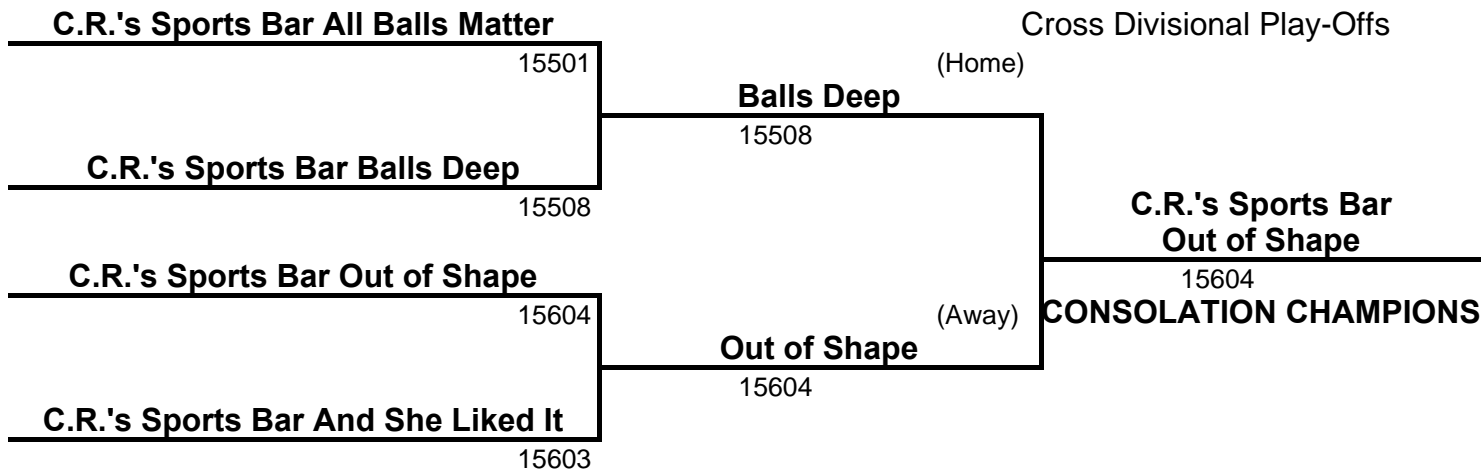 C.R.'s Sports Bar All Balls Matter
Cross Divisional Play-Offs
15501
(Home)
Balls Deep
15508
C.R.'s Sports Bar Balls Deep
15508
C.R.'s Sports Bar
Out of Shape
C.R.'s Sports Bar Out of Shape
15604
15604
(Away)
CONSOLATION CHAMPIONS
Out of Shape
15604
C.R.'s Sports Bar And She Liked It
15603